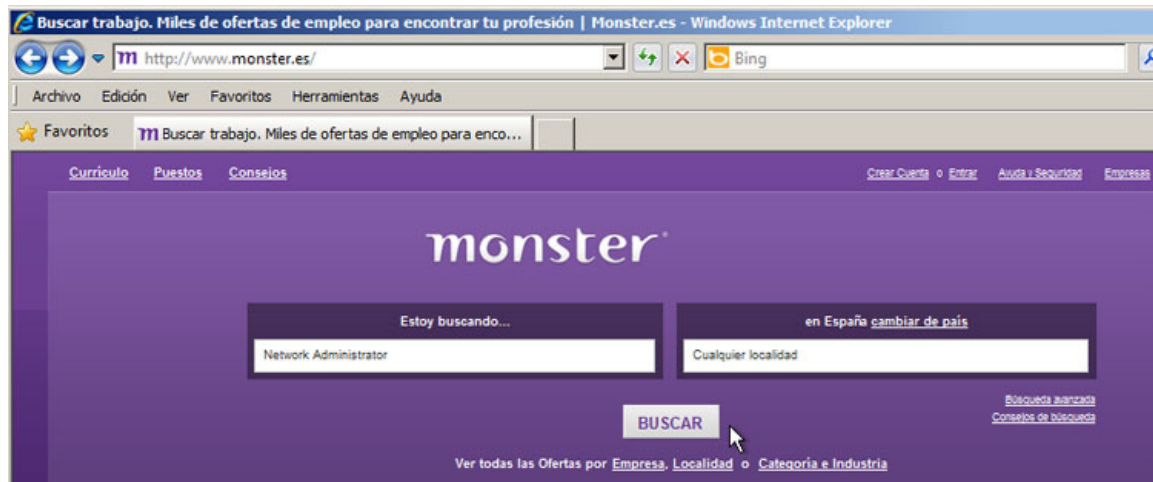 Buscar trabajo. Miles de ofertas de empleo para encontrar tu profesión | Monster.es - Windows Internet Explorer
m http://www.monster.es/ Bing
Archivo Edición Ver Favoritos Herramientas Ayuda
Favoritos m Buscar trabajo. Miles de ofertas de empleo para enco...
Currículo Puestos Consejos Crear Cuenta o Entrar Ayuda y Seguridad Empresas
monster
Estoy buscando... en España cambiar de país
Network Administrator Cualquier localidad
Búsqueda avanzada
BUSCAR Consejos de búsqueda
Ver todas las Ofertas por Empresa, Localidad o Categoría e Industria